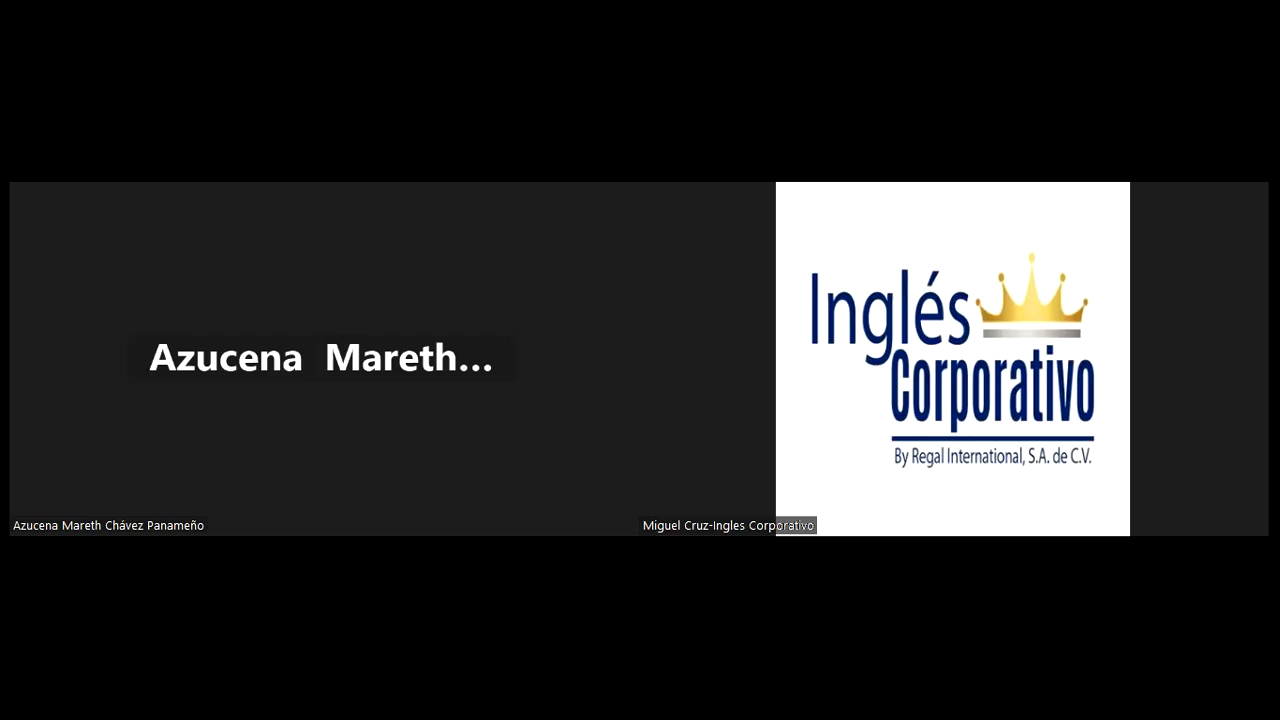 Azucena Mareth...
Azucena Mareth Chávez Panameño
Inglés
Corporativo
By Regal International, S.A. de C.V.
Miguel Cruz-Ingles Corporativo